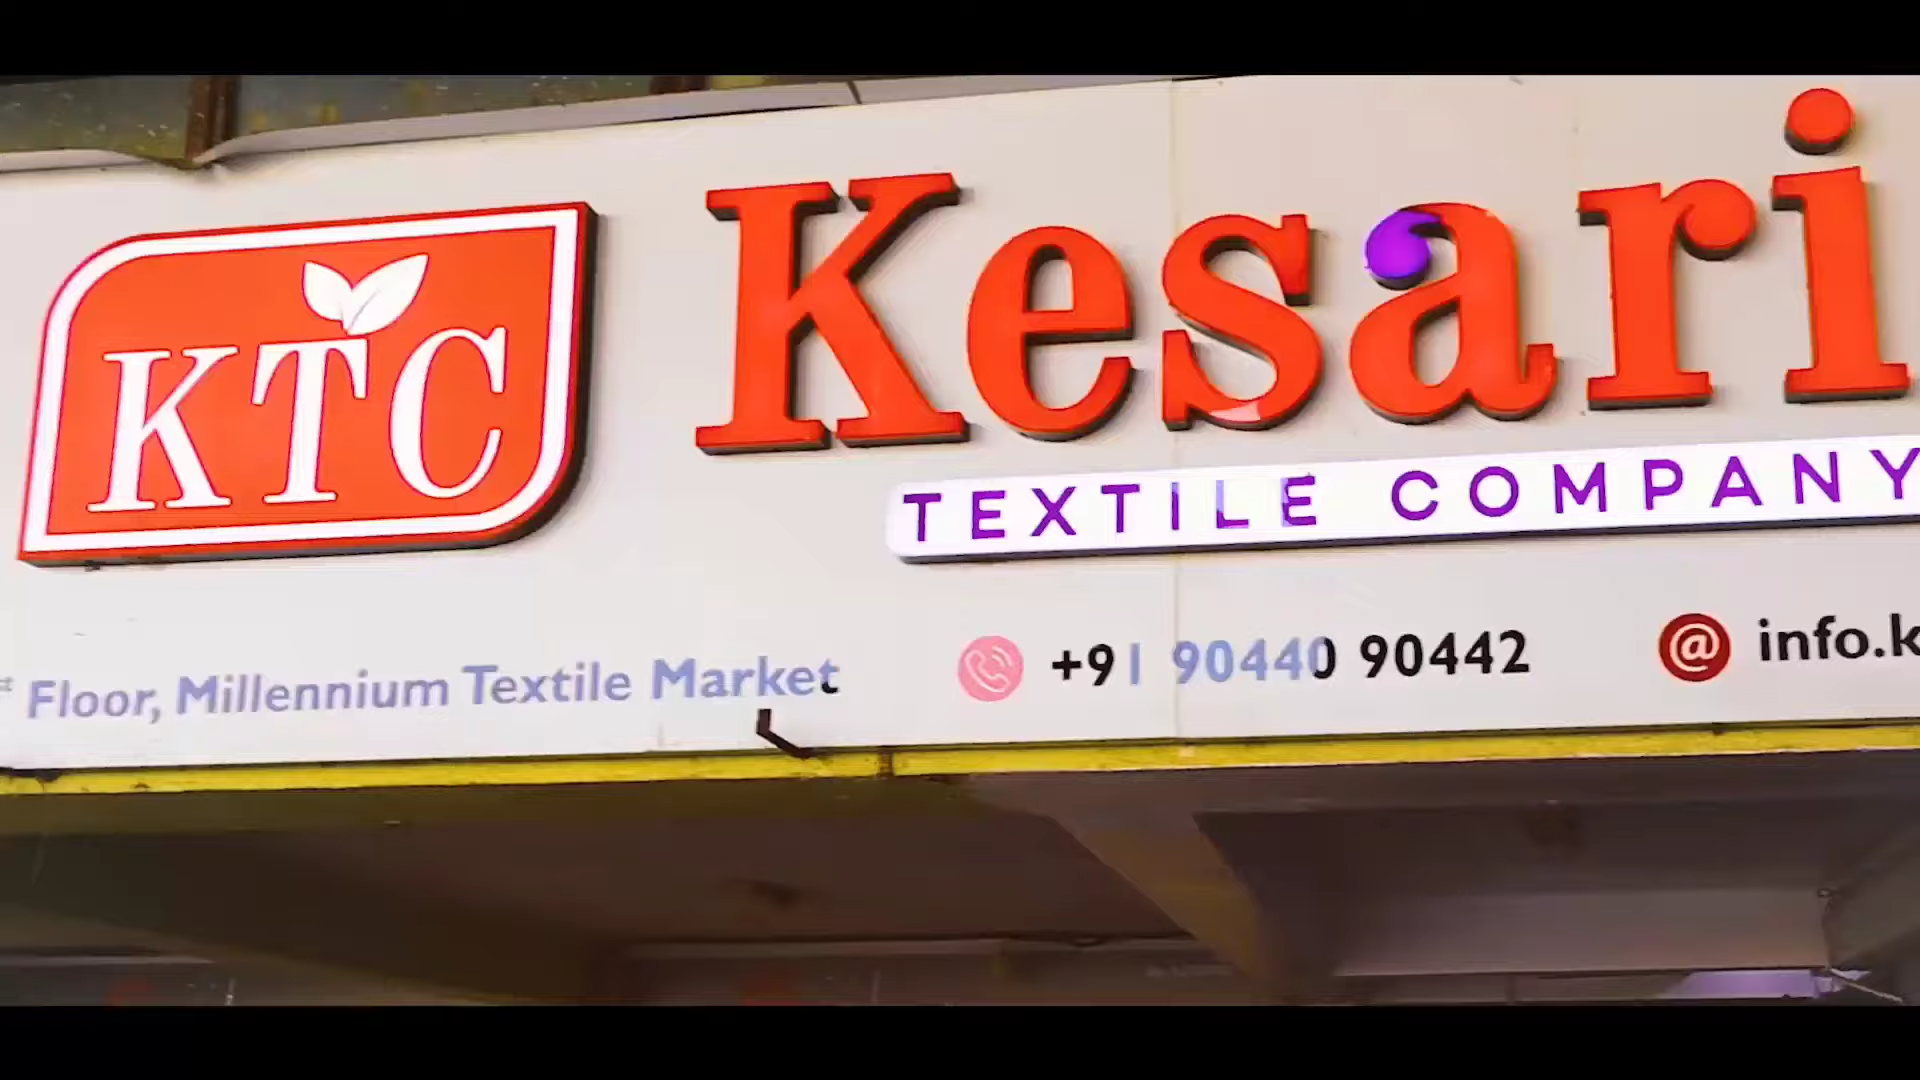 KTC
Kesari
TEXTILE COMPANY
Floor, Millennium Textile Market
+91 90440 90442
@ info.k